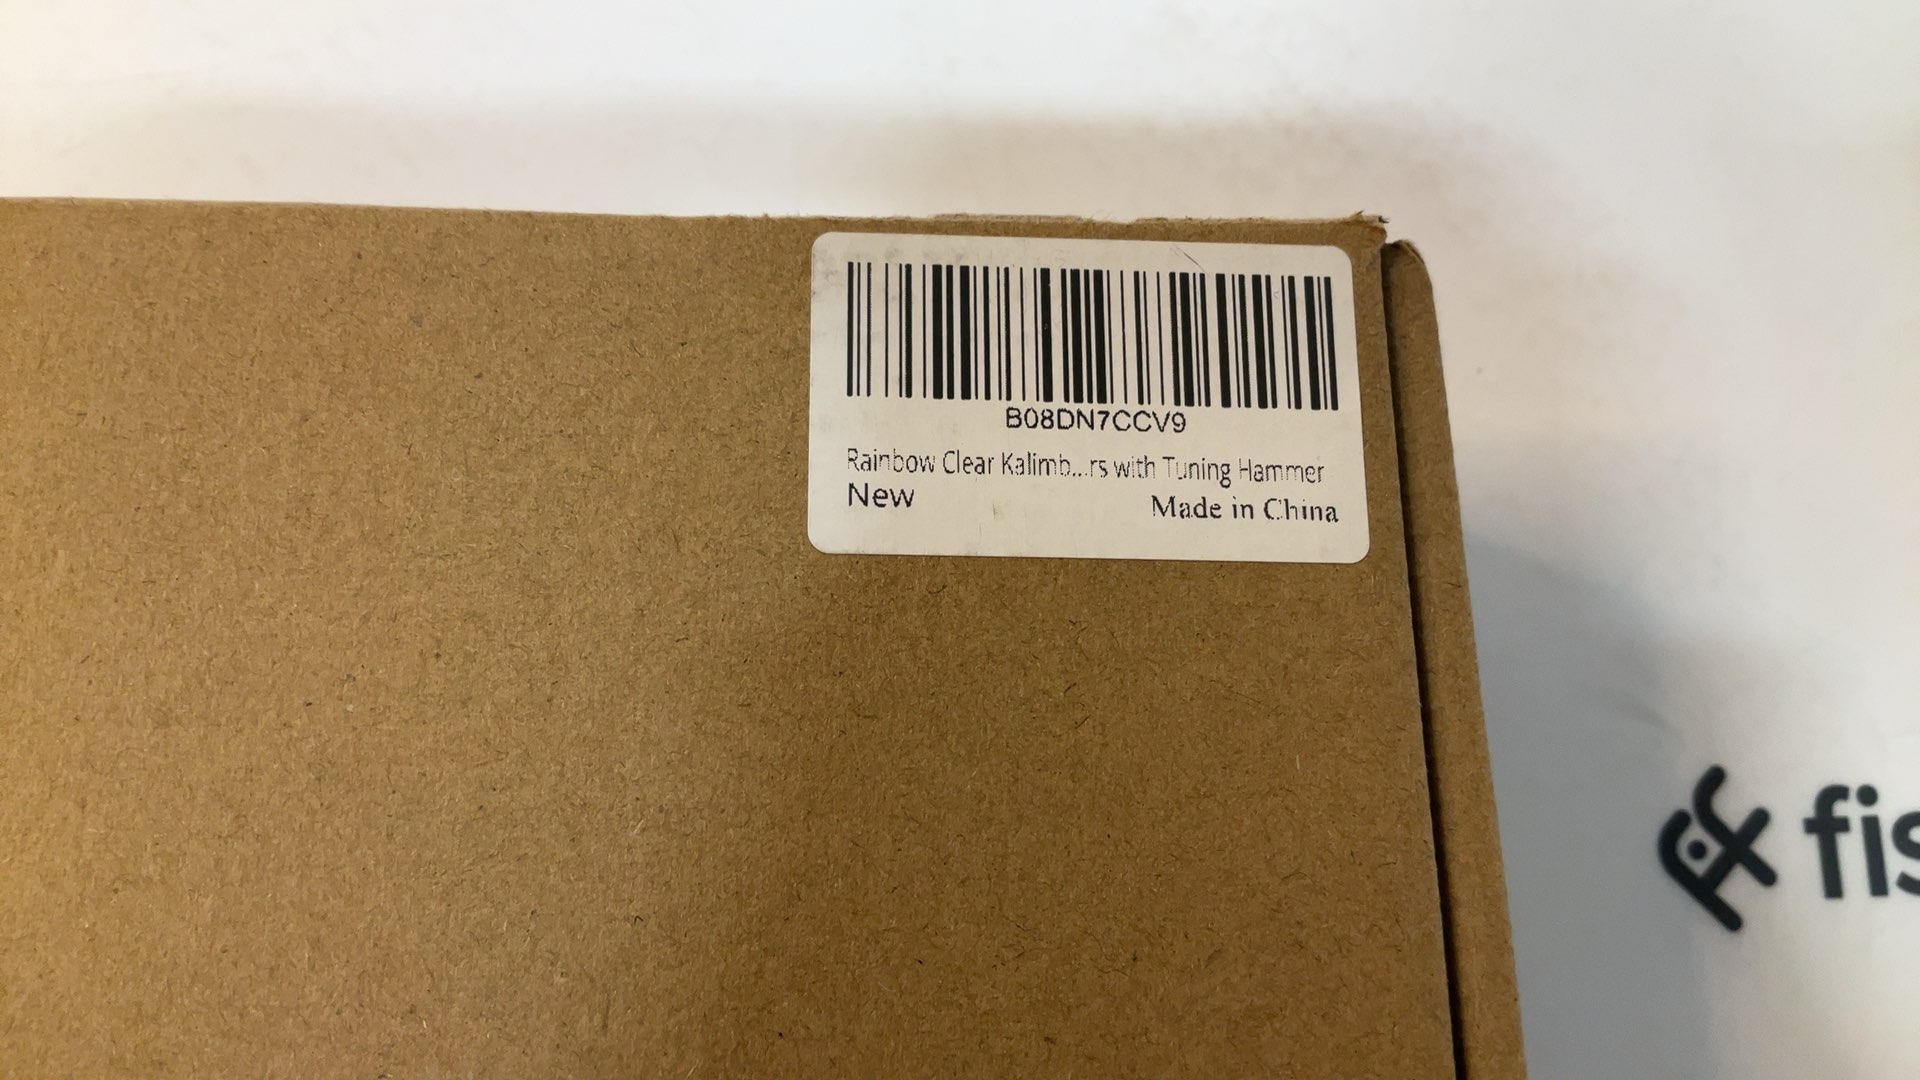 B08DN7CCV9
Rainbow Clear Kalimb...rs with Tuning Hammer
New
Made in China
fis